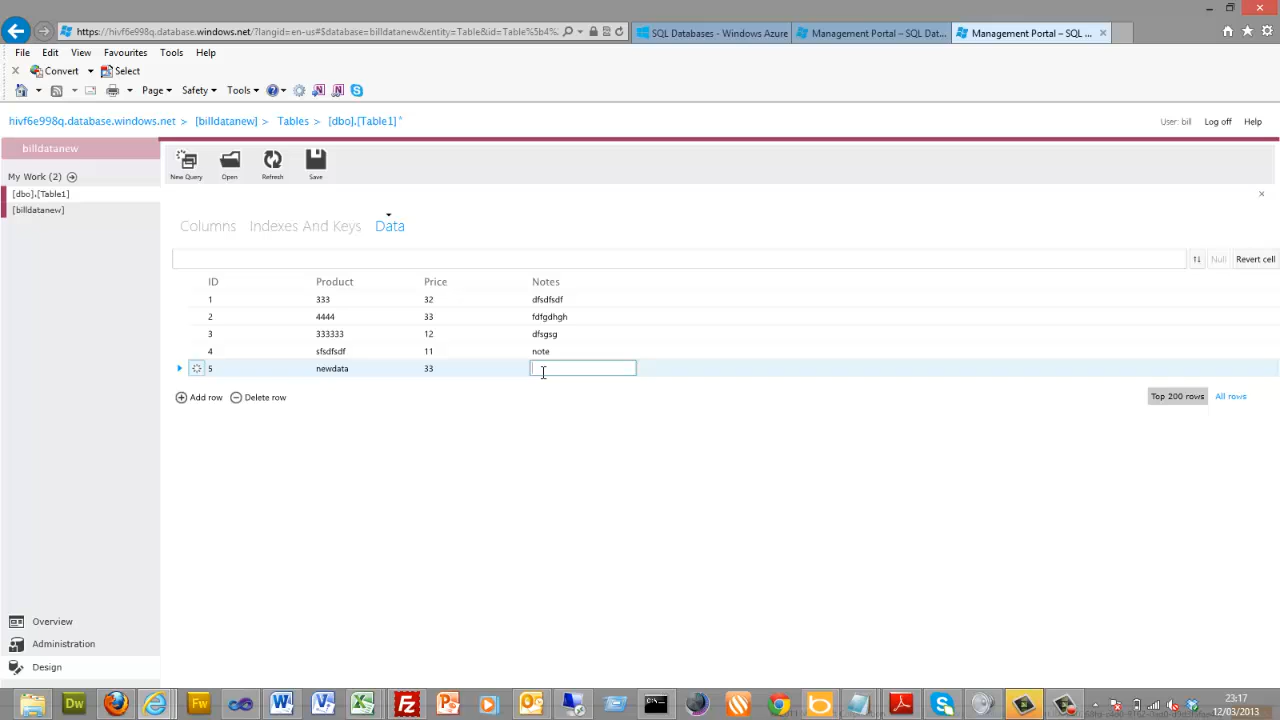 https://hivf6e998q.database.windows.net/?langid=en-us#$database=billdatanew&entity=Table&id=Table%5b4%.
SQL Databases - Windows Azure
Management Portal – SQL Dat...
Management Portal – SQL ...
File Edit View Favourites Tools Help
Convert Select
Page Safety Tools
hivf6e998q.database.windows.net > [billdatanew] > Tables > [dbo].[Table1]*
User: bill Log off Help
billdatanew
My Work (2)
[dbo].[Table1]
[billdatanew]
New Query Open Refresh Save
Columns Indexes And Keys Data
Null Revert cell
ID Product Price Notes
1 333 32 dfsdfsdf
2 4444 33 fdfgdhgh
3 333333 12 dfsgsg
4 sfsdfsdf 11 note
5 newdata 33
Add row Delete row
Top 200 rows All rows
Overview
Administration
Design
23:17
12/03/2013